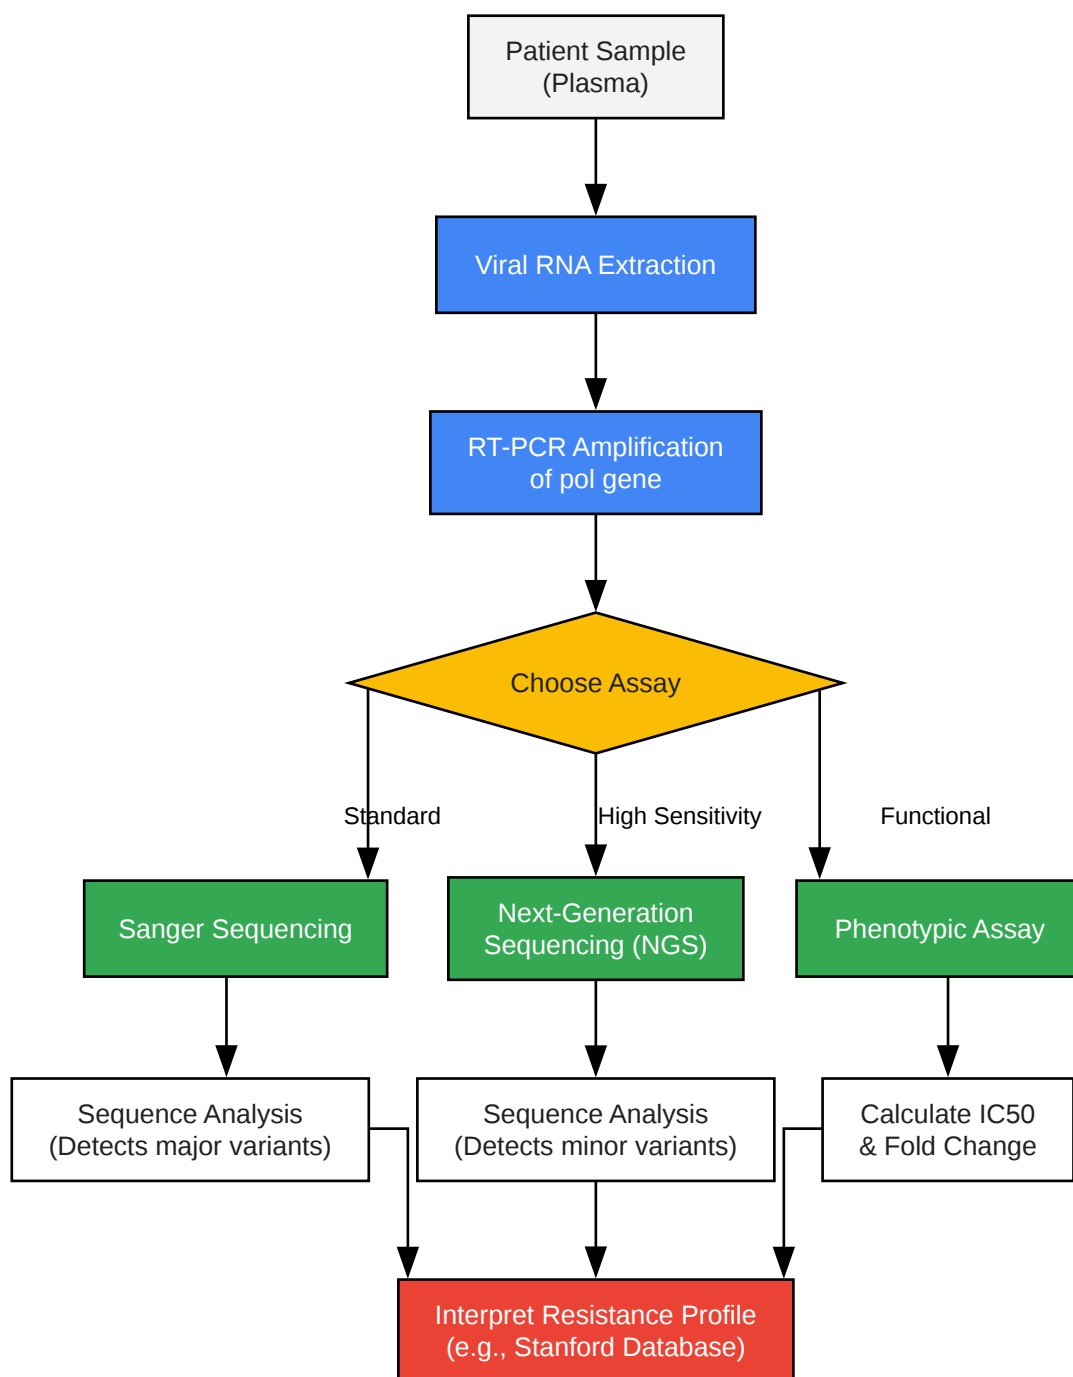 Patient Sample
(Plasma)
Viral RNA Extraction
RT-PCR Amplification
of pol gene
Choose Assay
Standard
High Sensitivity
Functional
Sanger Sequencing
Next-Generation
Sequencing (NGS)
Phenotypic Assay
Sequence Analysis
(Detects major variants)
Sequence Analysis
(Detects minor variants)
Calculate IC50
& Fold Change
Interpret Resistance Profile
(e.g., Stanford Database)